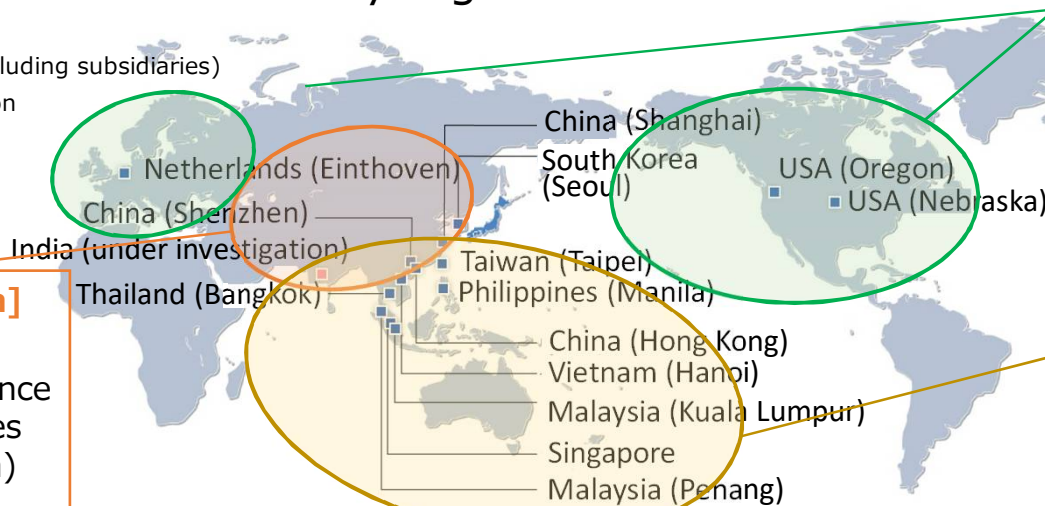 cluding subsidiaries)
on
China (Shanghai)
South Korea
(Seoul)
USA (Oregon)
USA (Nebraska)
Netherlands (Einthoven)
China (Shenzhen)
India (under investigation)
Taiwan (Taipei)
Thailand (Bangkok)
Philippines (Manila)
]
China (Hong Kong)
Vietnam (Hanoi)
nce
Malaysia (Kuala Lumpur)
es
Singapore
)
Malaysia (Penang)